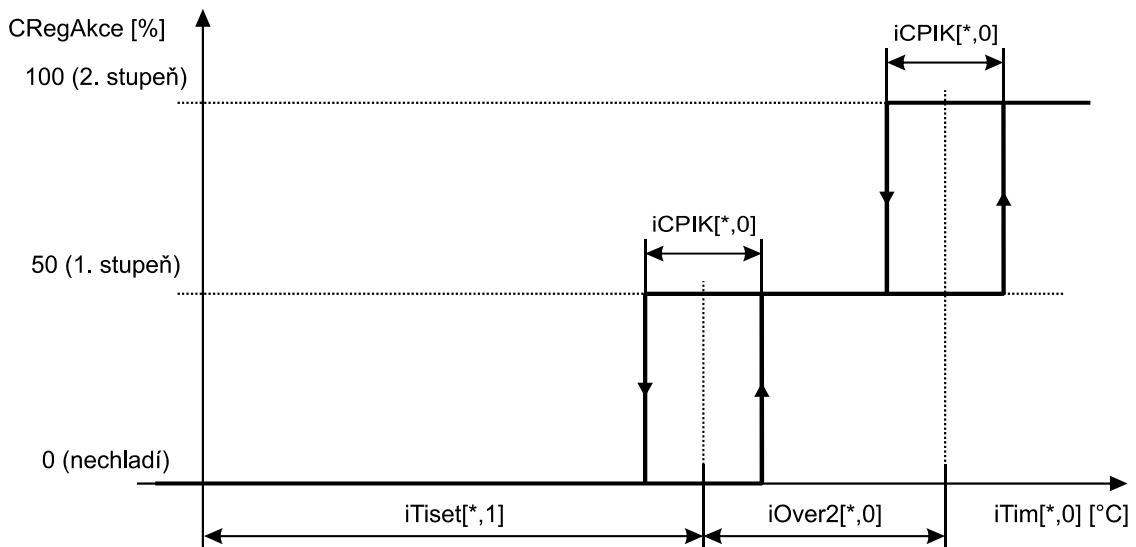 CRegAkce [%]
iCPIK[*,0]
100 (2. stupeň)
iCPIK[*,0]
50 (1. stupeň)
0 (nechladí)
iTiset[*,1]
iOver2[*,0]
iTim[*,0] [°C]